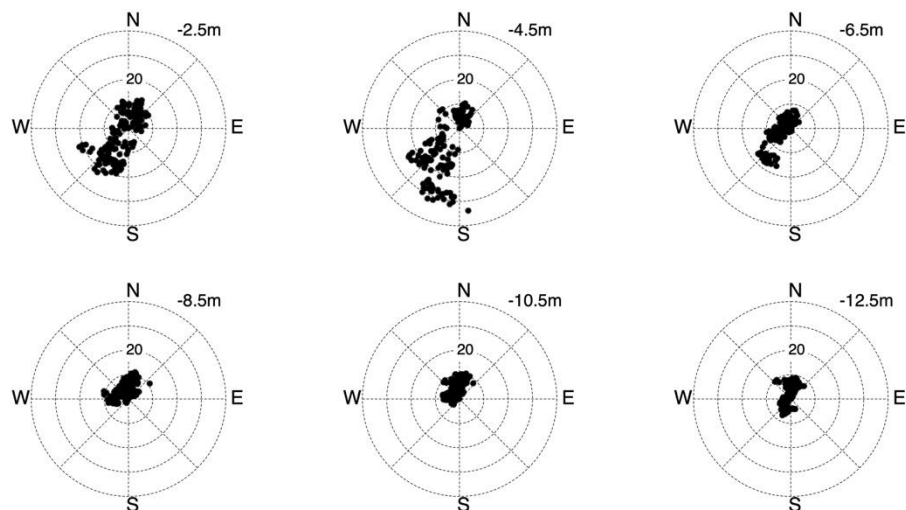 N -2.5m N -4.5m N -6.5m
20 20 20
W E W E W E
S S S
N -8.5m N -10.5m N -12.5m
20 20 20
W E W E W E
S S S